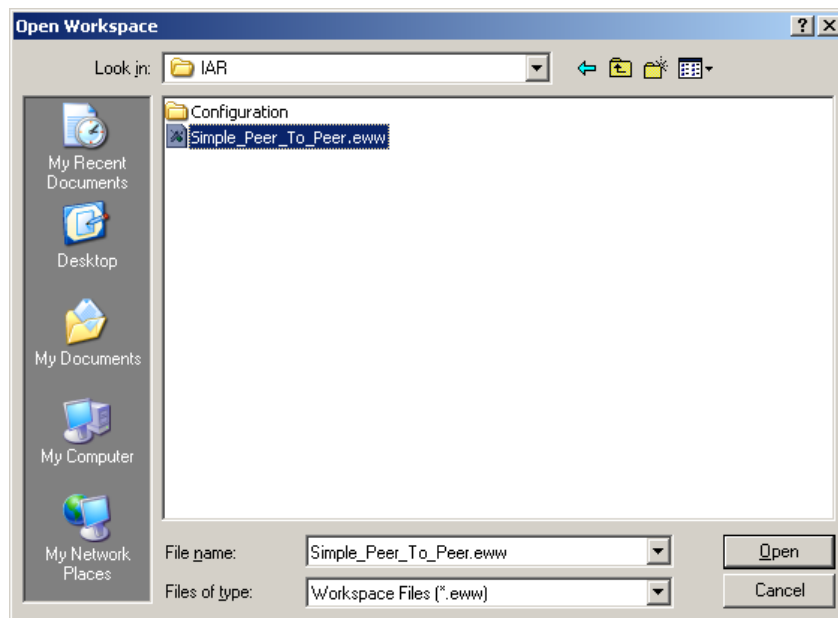 Open Workspace
Look in: IAR
Configuration
Simple_Peer_To_Peer.eww
My Recent
Documents
Desktop
My Documents
My Computer
My Network
Places
File name: Simple_Peer_To_Peer.eww Open
Files of type: Workspace Files (*.eww) Cancel